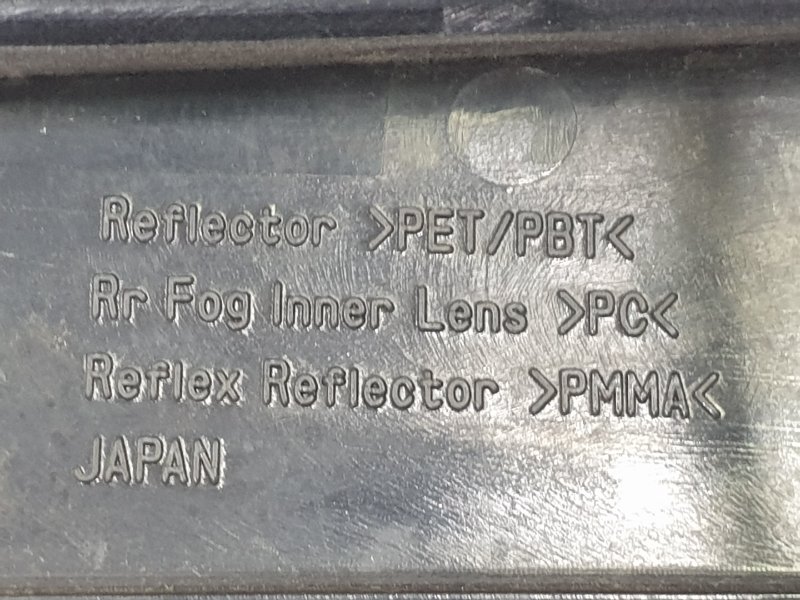 Reflector >PET/PBT<
Rr Fog Inner Lens >PC<
Reflex Reflector >PMMA<
JAPAN